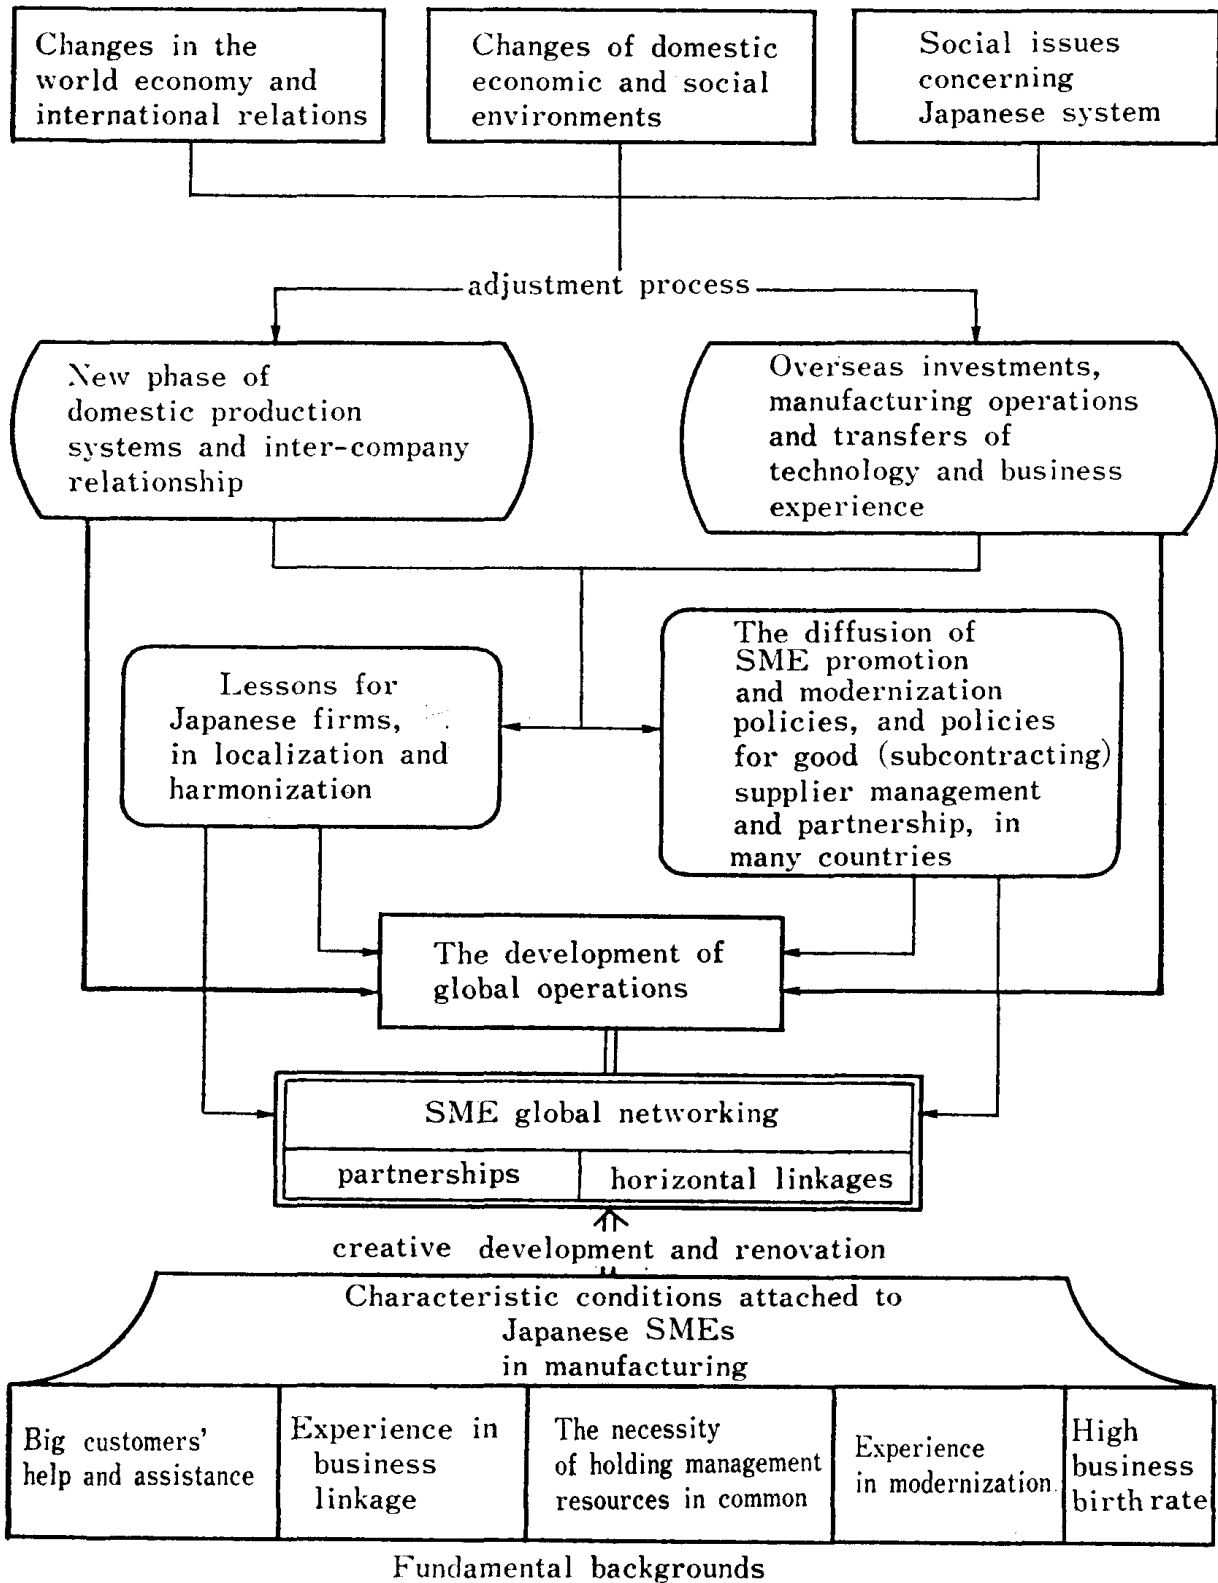 Changes in the
world economy and
international relations
Changes of domestic
economic and social
environments
Social issues
concerning
Japanese system
adjustment process
New phase of
domestic production
systems and inter-company
relationship
Overseas investments,
manufacturing operations
and transfers of
technology and business
experience
Lessons for
Japanese firms,
in localization and
harmonization
The diffusion of
SME promotion
and modernization
policies, and policies
for good (subcontracting)
supplier management
and partnership, in
many countries
The development of
global operations
SME global networking
partnerships
horizontal linkages
creative development and renovation
Characteristic conditions attached to
Japanese SMEs
in manufacturing
Big customers'
help and assistance
Experience in
business
linkage
The necessity
of holding management
resources in common
Experience
in modernization
High
business
birth rate
Fundamental backgrounds